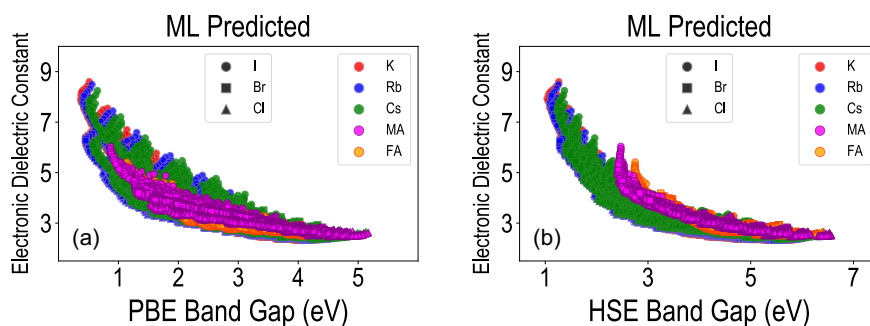 ML Predicted
Electronic Dielectric Constant
9
7
5
3
I
Br
Cl
K
Rb
Cs
MA
FA
(a)
1 2 3 4 5
PBE Band Gap (eV)
ML Predicted
Electronic Dielectric Constant
9
7
5
3
I
Br
Cl
K
Rb
Cs
MA
FA
(b)
1 3 5 7
HSE Band Gap (eV)